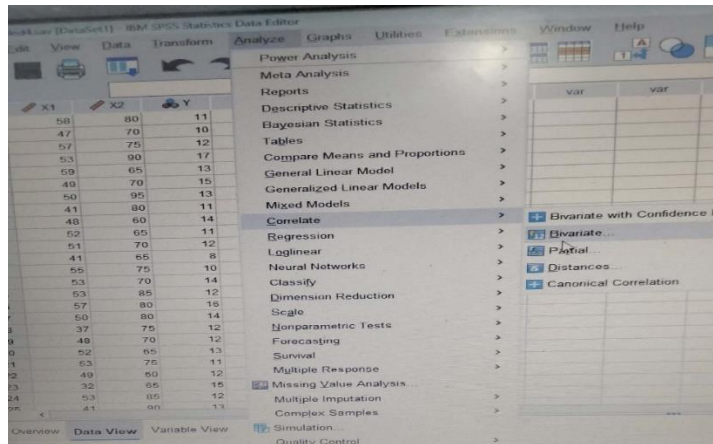 [DataSet1] - IBM SPSS Statistics Data Editor
Edit View Data Transform Analyze Graphs Utilities Extensions Window Help
X1 X2 Y var var
58 80 11
47 70 10
57 75 12
53 90 17
59 65 13
49 70 15
50 95 13
41 80 11
48 60 14
52 65 11
51 70 12
41 65 8
55 75 10
53 70 14
53 85 12
57 80 16
50 80 14
37 75 12
48 70 12
52 65 13
53 75 11
49 60 12
23 32 65 15
24 53 85 12
41 90 13
Power Analysis
Meta Analysis
Reports
Descriptive Statistics
Bayesian Statistics
Tables
Compare Means and Proportions
General Linear Model
Generalized Linear Models
Mixed Models
Correlate
Regression
Loglinear
Neural Networks
Classify
Dimension Reduction
Scale
Nonparametric Tests
Forecasting
Survival
Multiple Response
Missing Value Analysis...
Multiple Imputation
Complex Samples
Simulation...
Quality Control
Bivariate with Confidence
Bivariate...
Partial...
Distances...
Canonical Correlation
Overview Data View Variable View